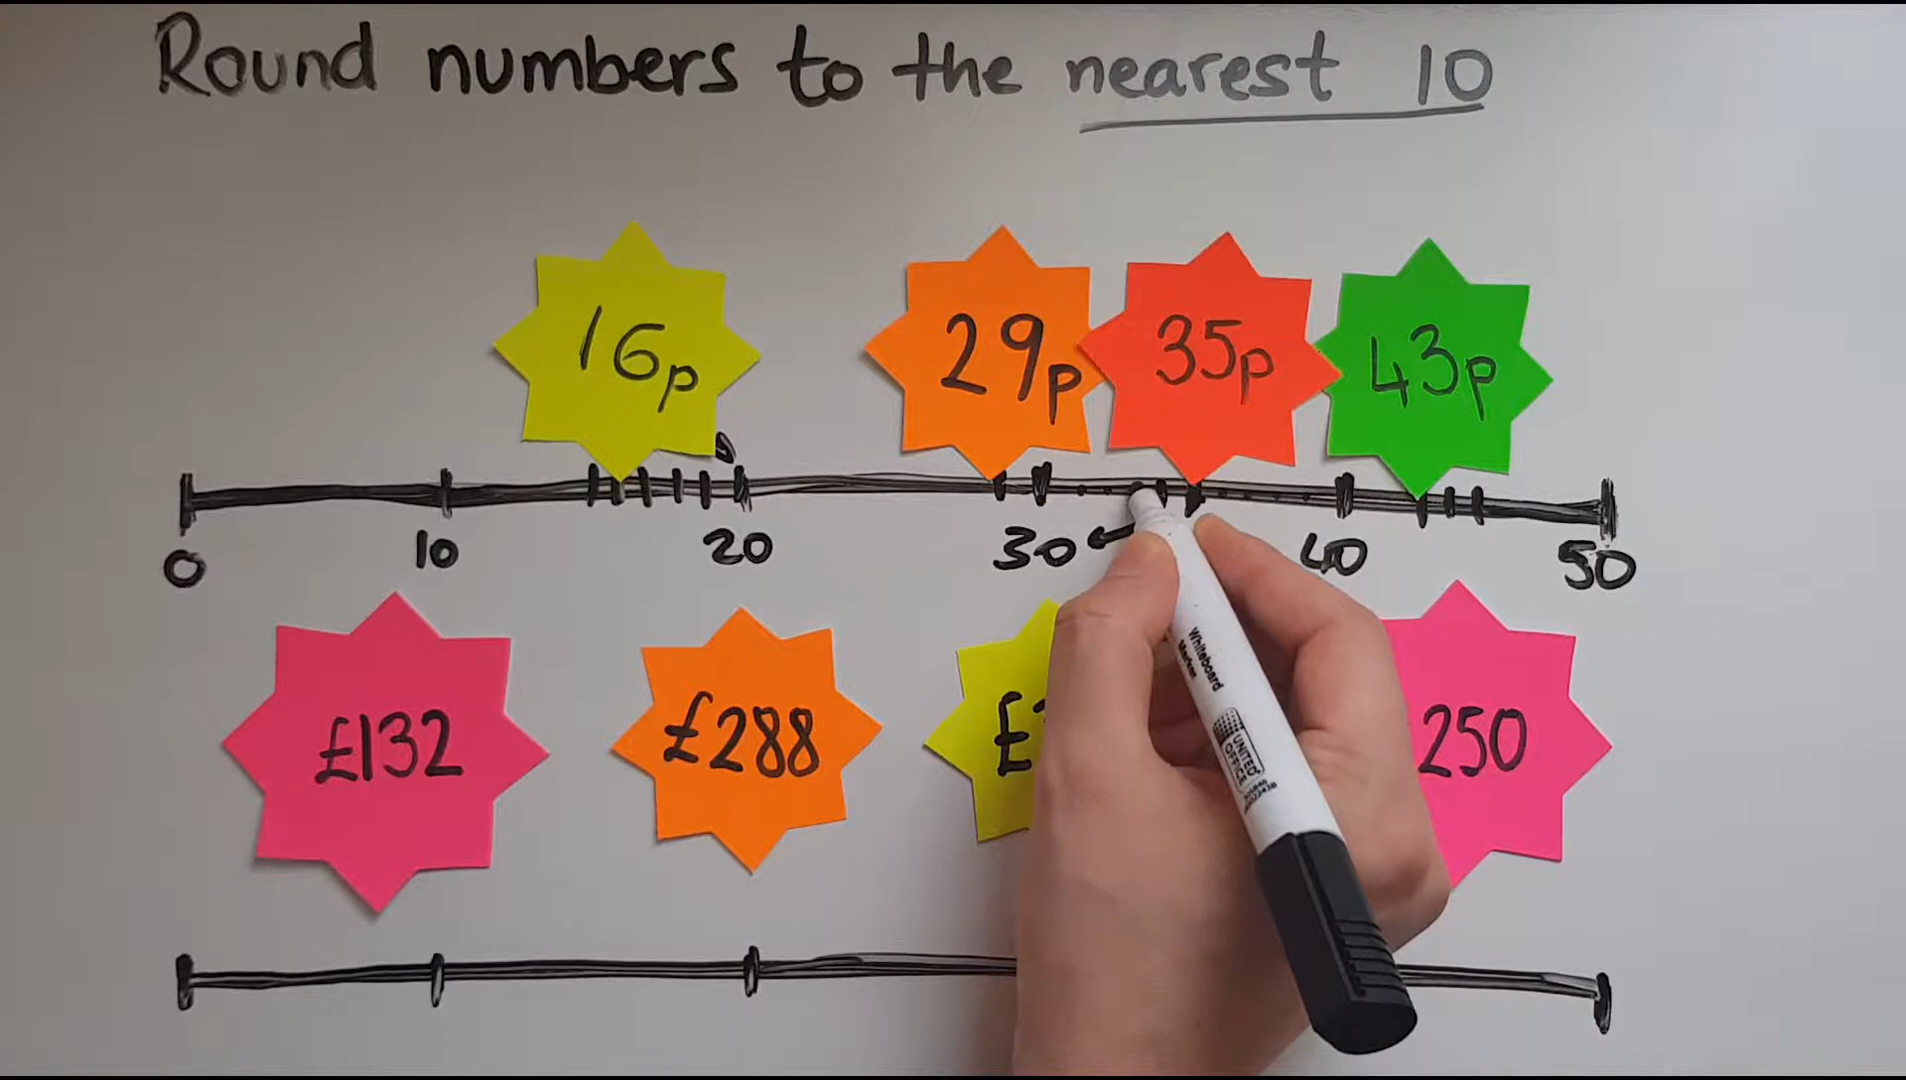 Round numbers to the nearest 10
16p 29p 35p 43p
0 10 20 30 40 50
£132 £288 £ 250
Whiteboard
Marker
UNITED
OFFICE